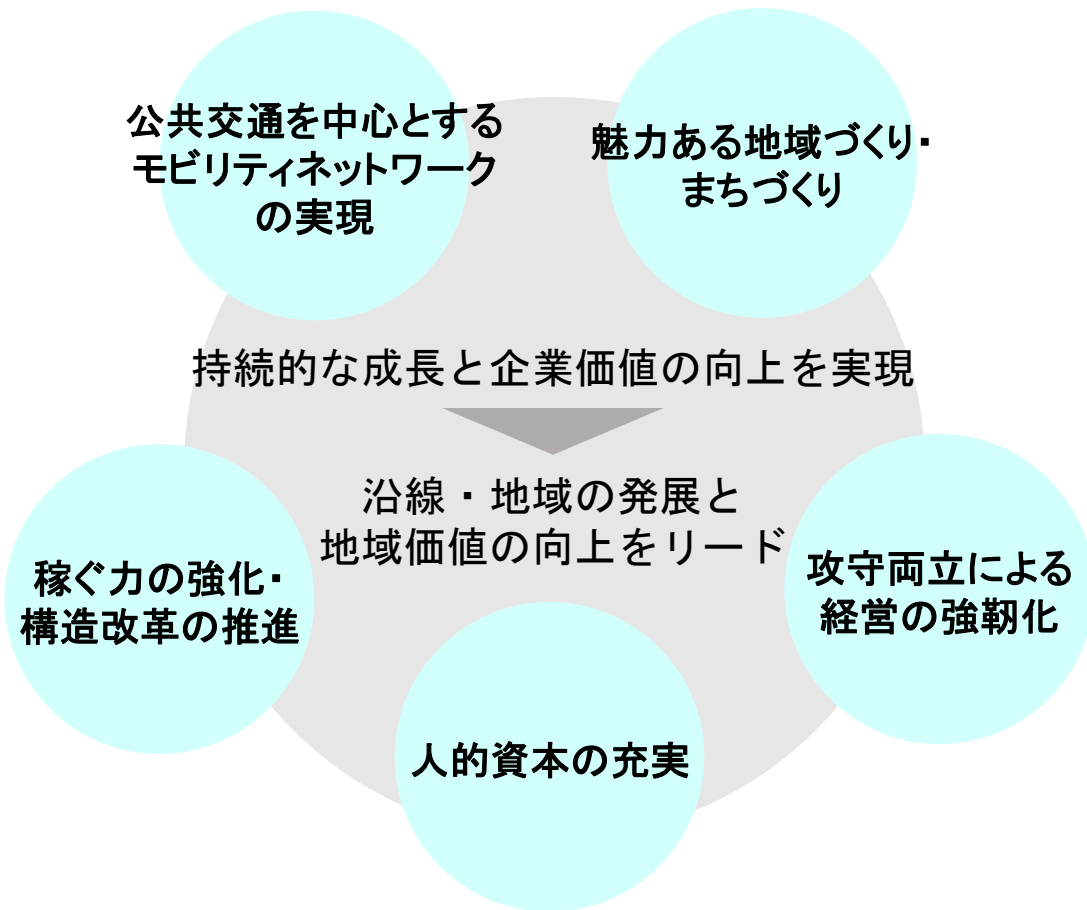 公共交通を中心とする
モビリティネットワーク
の実現
魅力ある地域づくり・
まちづくり
持続的な成長と企業価値の向上を実現
沿線・地域の発展と
地域価値の向上をリード
稼ぐ力の強化・
構造改革の推進
攻守両立による
経営の強靭化
人的資本の充実